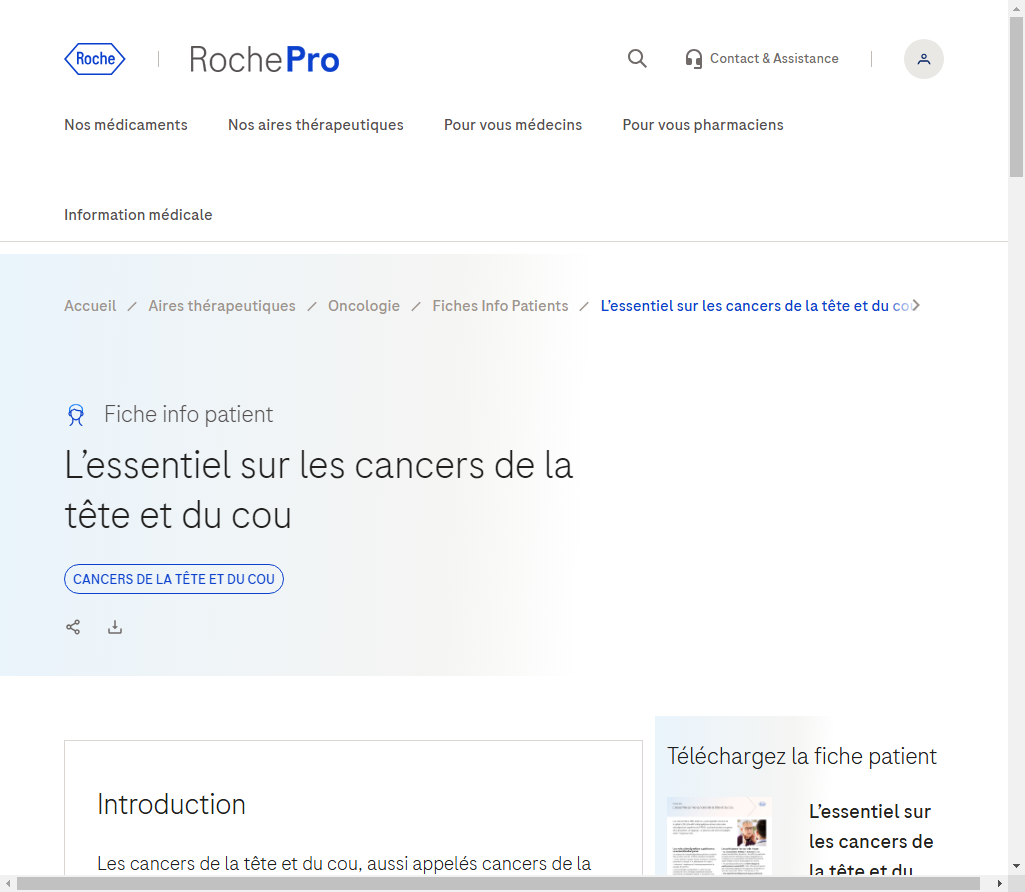 Roche
RochePro
Contact & Assistance
Nos médicaments
Nos aires thérapeutiques
Pour vous médecins
Pour vous pharmaciens
Information médicale
Accueil / Aires thérapeutiques / Oncologie / Fiches Info Patients / L’essentiel sur les cancers de la tête et du cou
Fiche info patient
L’essentiel sur les cancers de la
tête et du cou
CANCERS DE LA TÊTE ET DU COU
Introduction
Les cancers de la tête et du cou, aussi appelés cancers de la
Téléchargez la fiche patient
L’essentiel sur
les cancers de
la tête et du